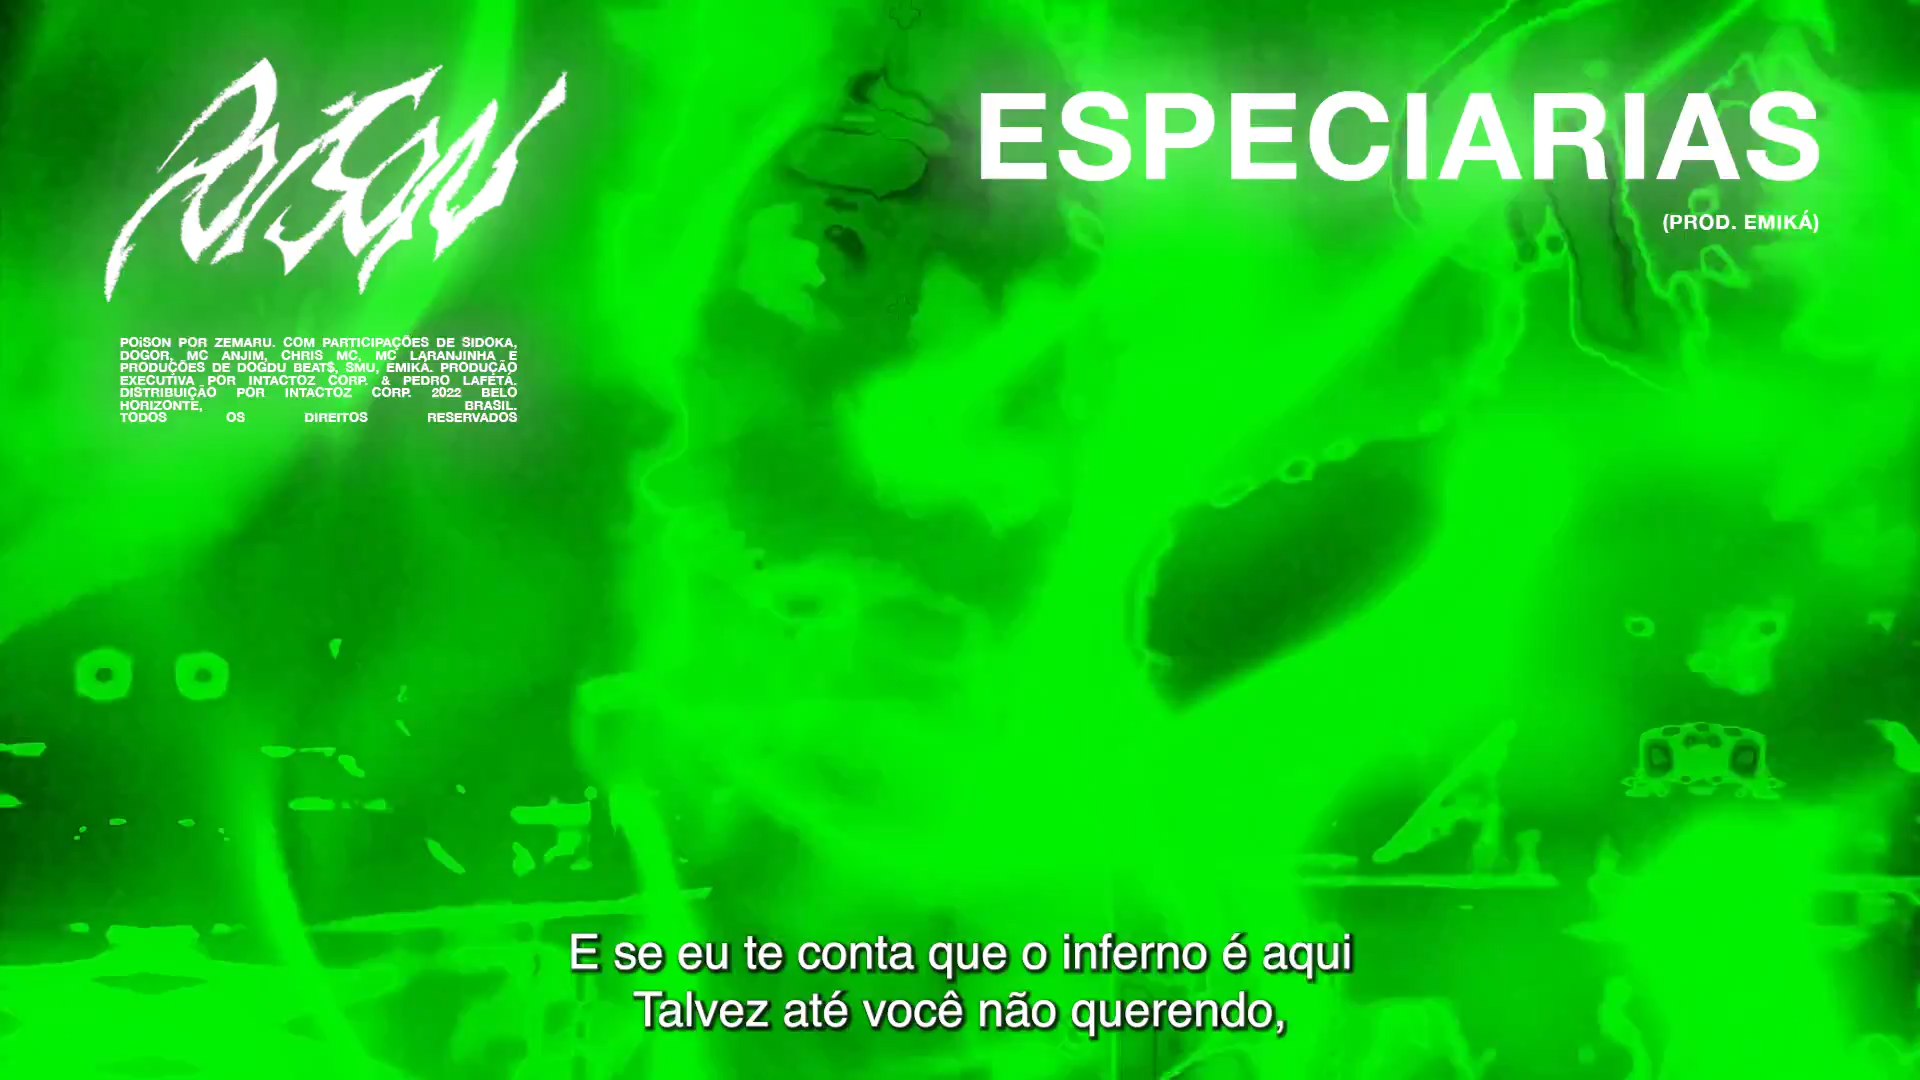 POiSON
ESPECIARIAS
(PROD. EMIKÁ)
POiSON POR ZEMARU. COM PARTICIPAÇÕES DE SIDOKA,
DOGOR, MC ANJIM, CHRIS MC, MC LARANJINHA E
PRODUÇÕES DE DOGDU BEAT$, SMU, EMIKÁ. PRODUÇÃO
EXECUTIVA POR INTACTOZ CORP. & PEDRO LAFETÁ.
DISTRIBUIÇÃO POR INTACTOZ CORP. 2022 BELO
HORIZONTE, BRASIL.
TODOS OS DIREITOS RESERVADOS
E se eu te conta que o inferno é aqui
Talvez até você não querendo,